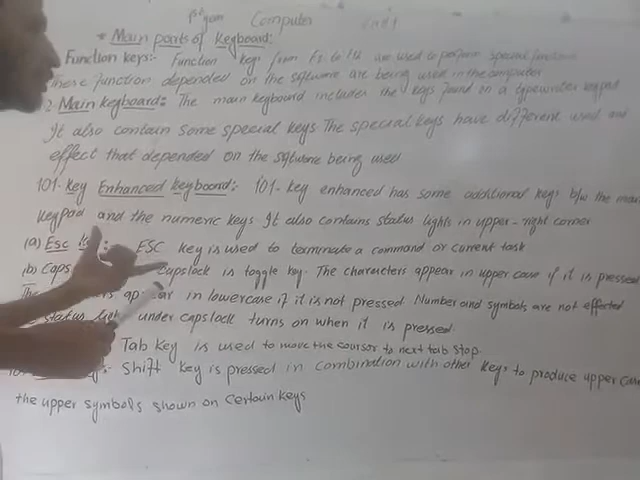 1st year Computer
* Main parts of Keyboard:
Function keys:- Function keys from F1 to F12 are used to perform special functions
These function depended on the software are being used in the computer
2. Main keyboard: The main keyboard includes the keys found on a typewriter keypad
It also contain some special keys The special keys have different used and
effect that depended on the software being used
101-key Enhanced keyboard: 101-key enhanced has some additional keys b/w the main
keypad and the numeric keys It also contains status lights in upper-right corner
(a) Esc ESC key is used to terminate a command or current task
(b) Caps Capslock is toggle key. The characters appear in upper case if it is pressed
in lowercase if it is not pressed Number and symbols are not effected
status under capslock turns on when it is pressed.
Tab key is used to move the coursor to next tab stop.
Shift key is pressed in combination with other keys to produce upper case
the upper symbols shown on certain keys